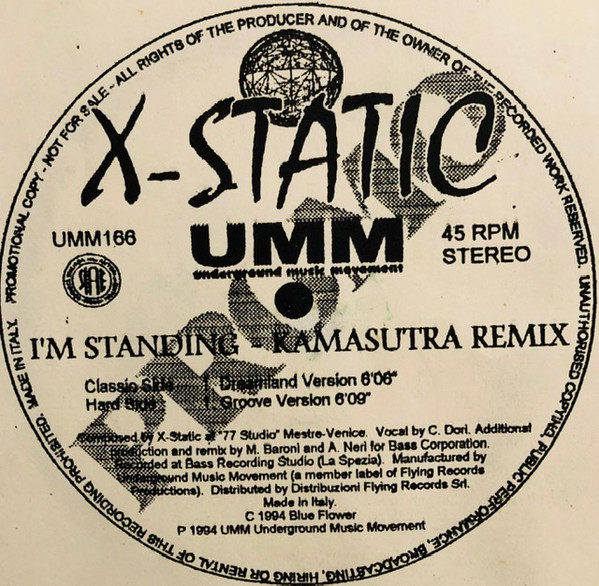 PROMOTIONAL COPY - NOT FOR SALE - ALL RIGHTS OF THE PRODUCER AND OF THE OWNER OF THE RECORDED WORK RESERVED. UNAUTHORISED COPYING, PUBLIC PERFORMANCE, BROADCASTING, HIRING OR RENTAL OF THIS RECORDING PROHIBITED. MADE IN ITALY.
X-STATIC
UMM166
UMM
underground music movement
45 RPM
STEREO
I'M STANDING - KAMASUTRA REMIX
Classic Side 1. Dreamland Version 6'06"
Hard Side 1. Groove Version 6'09"
Composed by X-Static at "77 Studio" Mestre-Venice. Vocal by C. Dori. Additional
production and remix by M. Baroni and A. Neri for Bass Corporation.
Recorded at Bass Recording Studio (La Spezia). Manufactured by
Underground Music Movement (a member label of Flying Records
Productions). Distributed by Distribuzioni Flying Records Srl.
Made in Italy.
C 1994 Blue Flower
P 1994 UMM Underground Music Movement